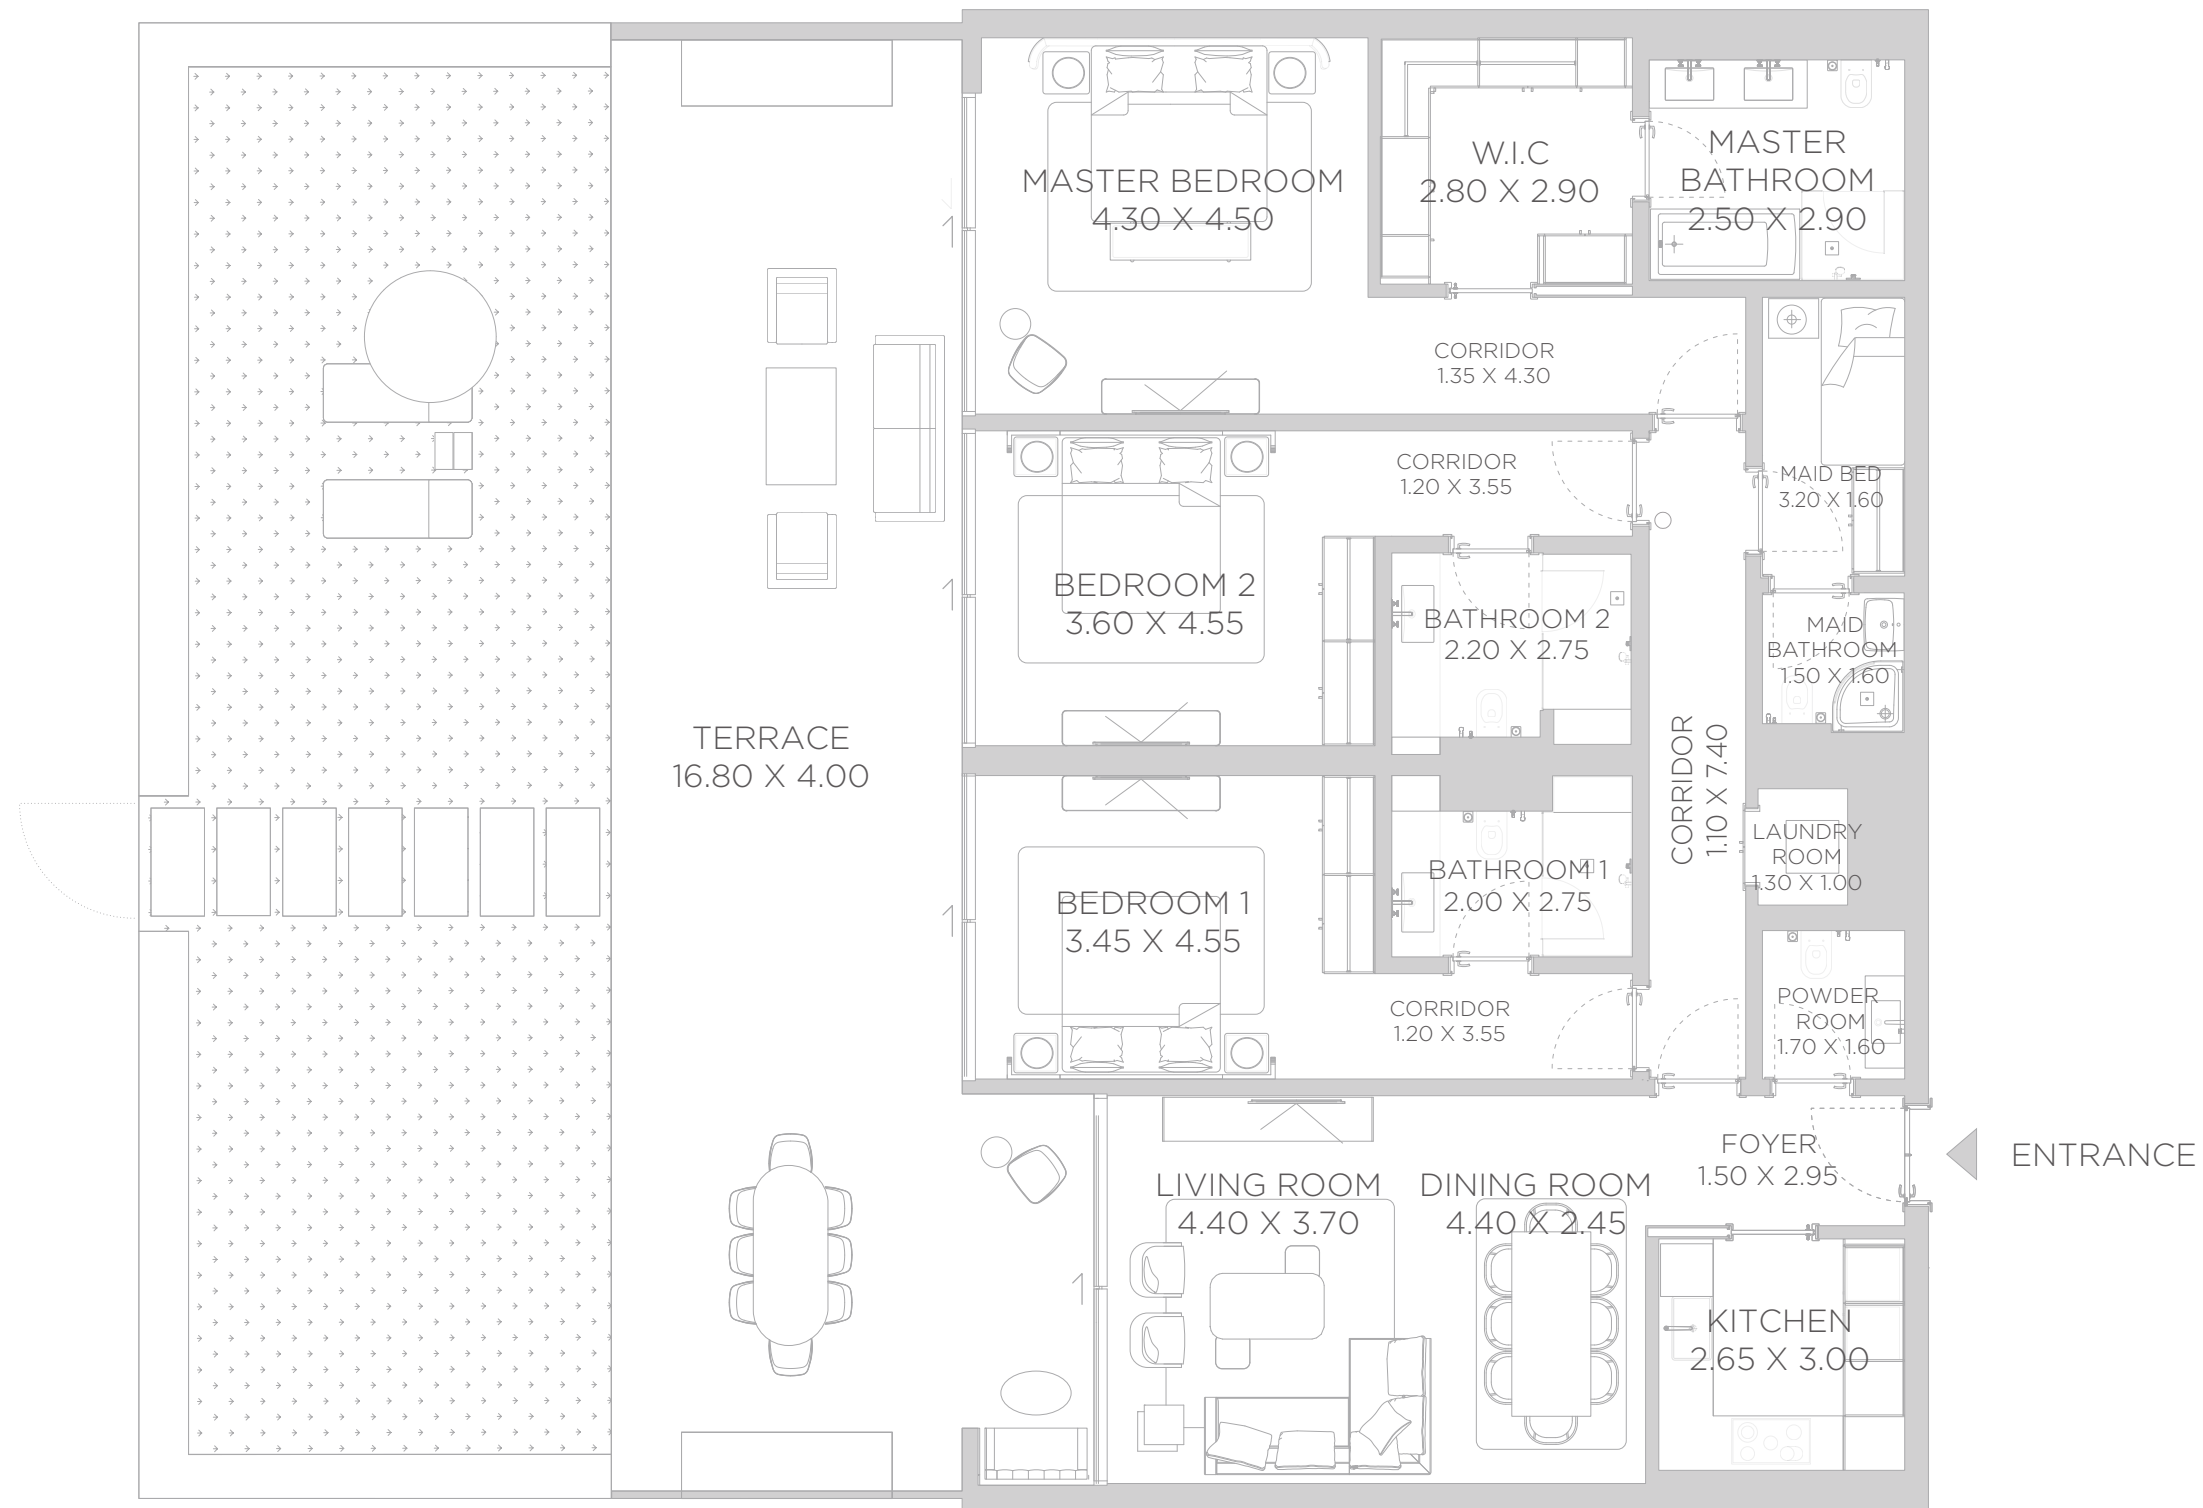 MASTER BEDROOM
4.30 X 4.50
W.I.C
2.80 X 2.90
MASTER
BATHROOM
2.50 X 2.90
CORRIDOR
1.35 X 4.30
CORRIDOR
1.20 X 3.55
MAID BED
3.20 X 1.60
BEDROOM 2
3.60 X 4.55
BATHROOM 2
2.20 X 2.75
MAID
BATHROOM
1.50 X 1.60
TERRACE
16.80 X 4.00
CORRIDOR
1.10 X 7.40
LAUNDRY
ROOM
1.30 X 1.00
BEDROOM 1
3.45 X 4.55
BATHROOM 1
2.00 X 2.75
CORRIDOR
1.20 X 3.55
POWDER
ROOM
1.70 X 1.60
FOYER
1.50 X 2.95
ENTRANCE
LIVING ROOM
4.40 X 3.70
DINING ROOM
4.40 X 2.45
KITCHEN
2.65 X 3.00